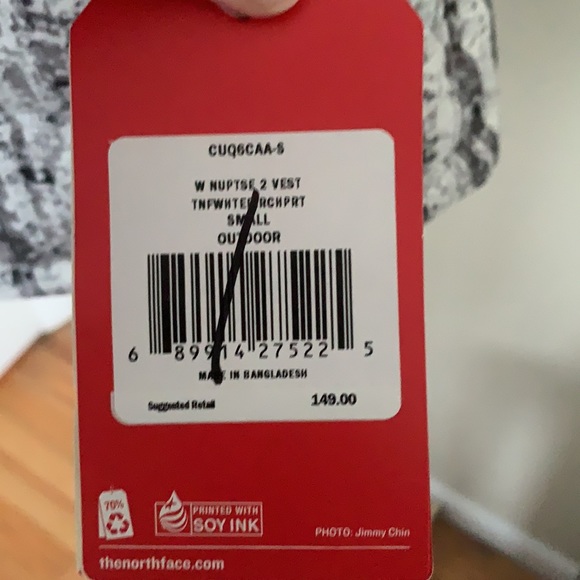 CUQ6CAA-S
W NUPTSE 2 VEST
TNFWHTE RCHPRT
SMALL
OUTDOOR
6 89914 27522 5
MADE IN BANGLADESH
Suggested Retail 149.00
70%
PRINTED WITH
SOY INK
PHOTO: Jimmy Chin
thenorthface.com